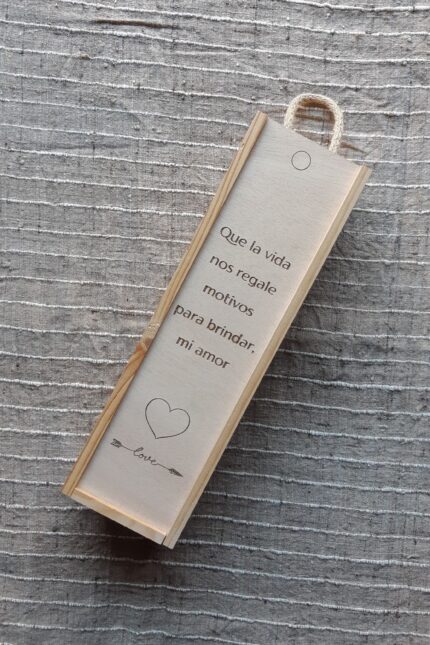 Que la vida
nos regale
motivos
para brindar,
mi amor
love